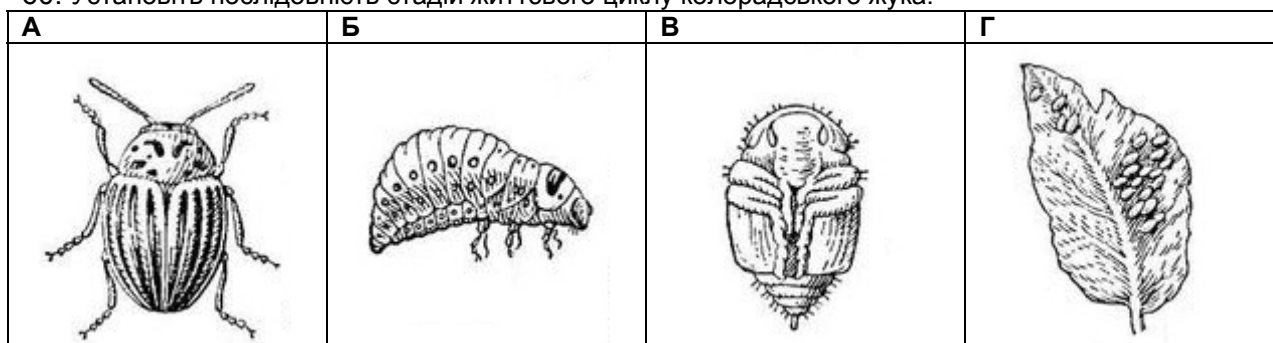 Установіть послідовність стадій життєвого циклу колорадського жука.
А Б В Г